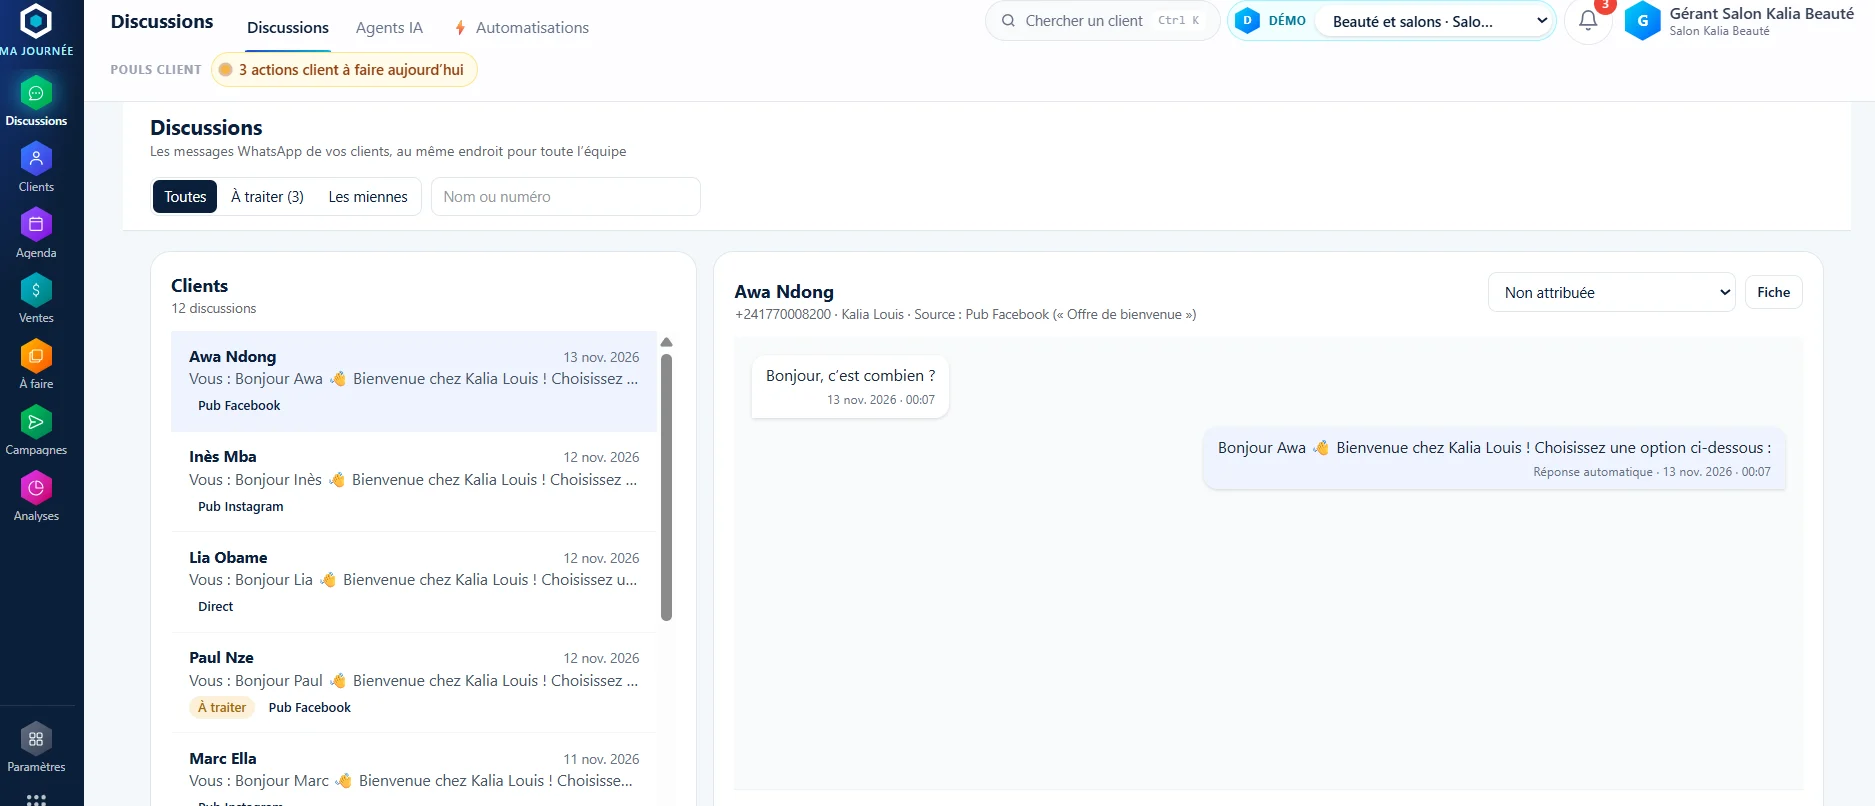 MA JOURNÉE
Discussions
Clients
Agenda
Ventes
À faire
Campagnes
Analyses
Paramètres
Discussions
Discussions
Agents IA
Automatisations
Chercher un client
Ctrl K
D
DÉMO
Beauté et salons · Salo...
3
G
Gérant Salon Kalia Beauté
Salon Kalia Beauté
POULS CLIENT
3 actions client à faire aujourd’hui
Discussions
Les messages WhatsApp de vos clients, au même endroit pour toute l’équipe
Toutes
À traiter (3)
Les miennes
Nom ou numéro
Clients
12 discussions
Awa Ndong
13 nov. 2026
Vous : Bonjour Awa 👋 Bienvenue chez Kalia Louis ! Choisissez ...
Pub Facebook
Inès Mba
12 nov. 2026
Vous : Bonjour Inès 👋 Bienvenue chez Kalia Louis ! Choisissez ...
Pub Instagram
Lia Obame
12 nov. 2026
Vous : Bonjour Lia 👋 Bienvenue chez Kalia Louis ! Choisissez u...
Direct
Paul Nze
12 nov. 2026
Vous : Bonjour Paul 👋 Bienvenue chez Kalia Louis ! Choisissez ...
À traiter
Pub Facebook
Marc Ella
11 nov. 2026
Vous : Bonjour Marc 👋 Bienvenue chez Kalia Louis ! Choisisse...
Pub Instagram
Awa Ndong
+241770008200 · Kalia Louis · Source : Pub Facebook (« Offre de bienvenue »)
Non attribuée
Fiche
Bonjour, c’est combien ?
13 nov. 2026 · 00:07
Bonjour Awa 👋 Bienvenue chez Kalia Louis ! Choisissez une option ci-dessous :
Réponse automatique · 13 nov. 2026 · 00:07